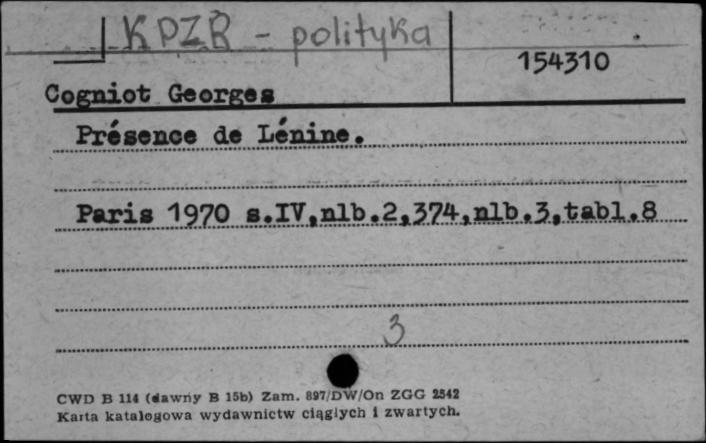 KPZR - polityka
154310
Cogniot Georges
Présence de Lénine.
Paris 1970 s.IV,nlb.2,374,nlb.3,tabl.8
3
CWD B 114 (dawny B 15b) Zam. 897/DW/On ZGG 2542
Karta katalogowa wydawnictw ciągłych i zwartych.